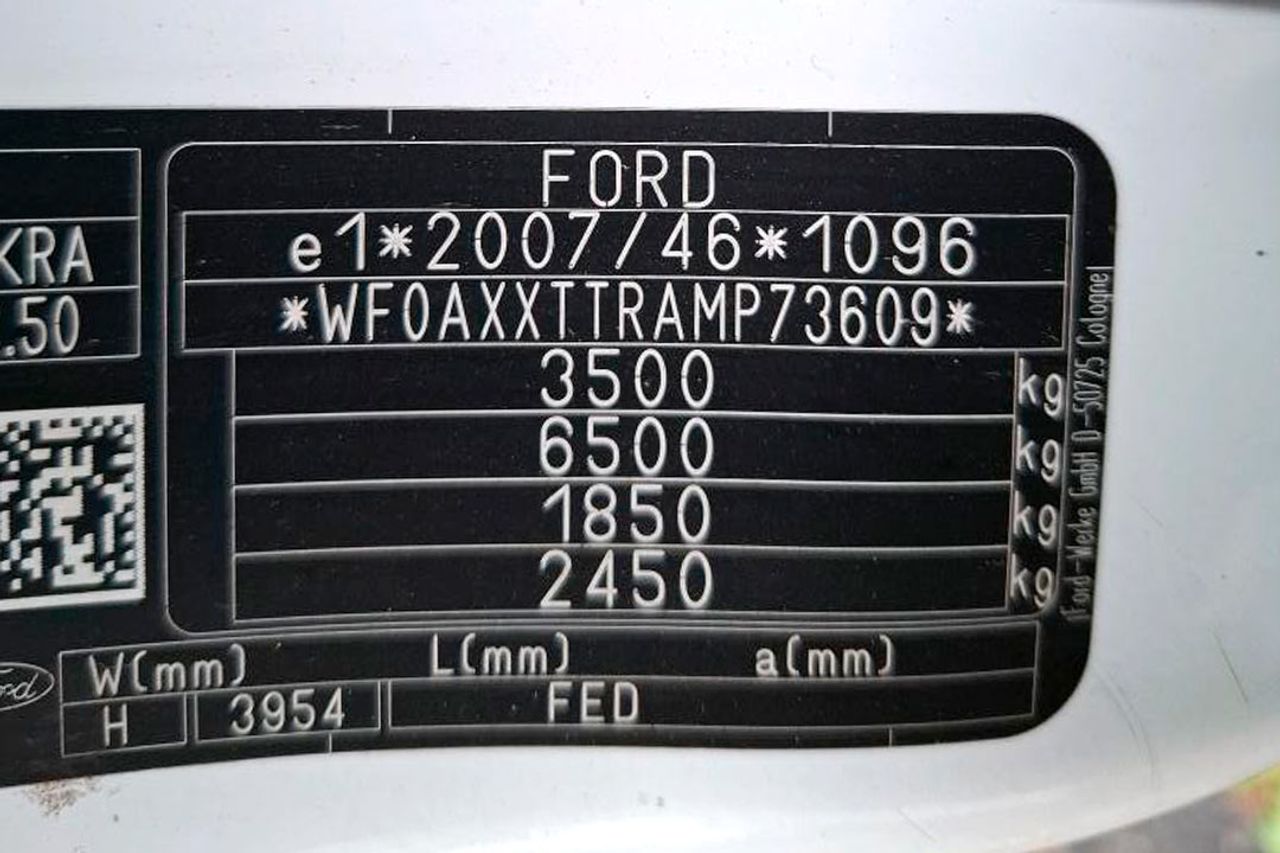 FORD
e1*2007/46*1096
*WF0AXXTTRAMP73609*
KRA
.50
3500 kg
6500 kg
1850 kg
2450 kg
Ford-Werke GmbH D-50725 Cologne
W(mm) L(mm) a(mm)
H 3954 FED